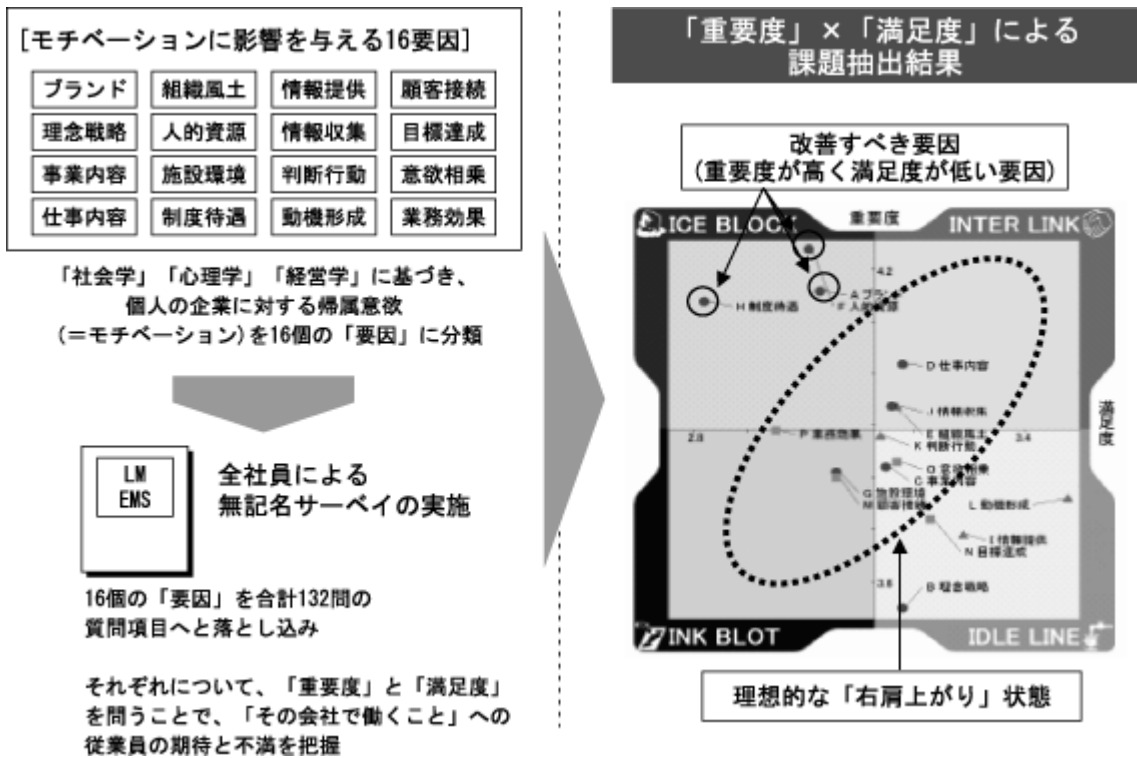 [モチベーションに影響を与える16要因]
ブランド 組織風土 情報提供 顧客接続
理念戦略 人的資源 情報収集 目標達成
事業内容 施設環境 判断行動 意欲相乗
仕事内容 制度待遇 動機形成 業務効果
「社会学」「心理学」「経営学」に基づき、
個人の企業に対する帰属意欲
(=モチベーション)を16個の「要因」に分類
LM
EMS
全社員による
無記名サーベイの実施
16個の「要因」を合計132問の
質問項目へと落とし込み
それぞれについて、「重要度」と「満足度」
を問うことで、「その会社で働くこと」への
従業員の期待と不満を把握
「重要度」×「満足度」による
課題抽出結果
改善すべき要因
(重要度が高く満足度が低い要因)
ICE BLOCK
重要度
INTER LINK
4.2
A ブラン
F 人的資源
H 制度待遇
D 仕事内容
J 情報収集
E 組織風土
K 判断行動
2.8
P 業務効果
3.4
満足度
O 意欲相乗
C 事業内容
G 施設環境
M 顧客接続
L 動機形成
I 情報提供
N 目標達成
3.6
B 理念戦略
INK BLOT
IDLE LINE
理想的な「右肩上がり」状態